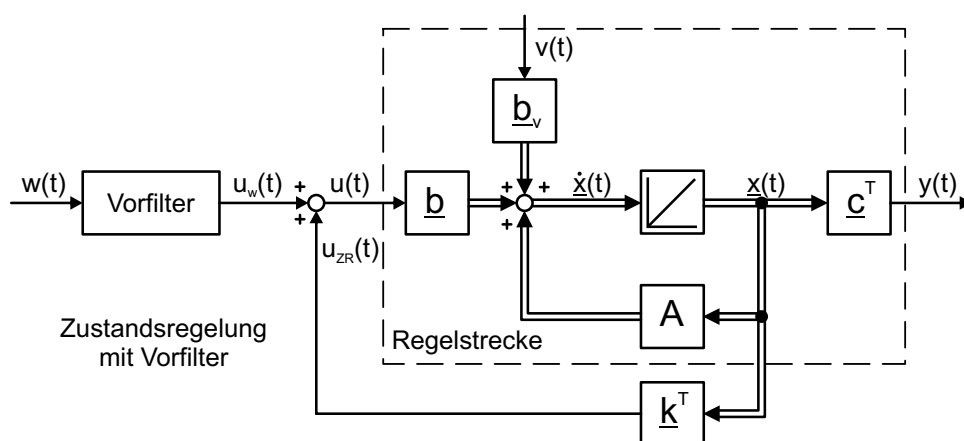 v(t)
b_v
w(t)
Vorfilter
u_w(t)
+
+
u(t)
b
+
+
+
ẋ(t)
x(t)
c^T
y(t)
u_ZR(t)
A
Zustandsregelung
mit Vorfilter
Regelstrecke
k^T